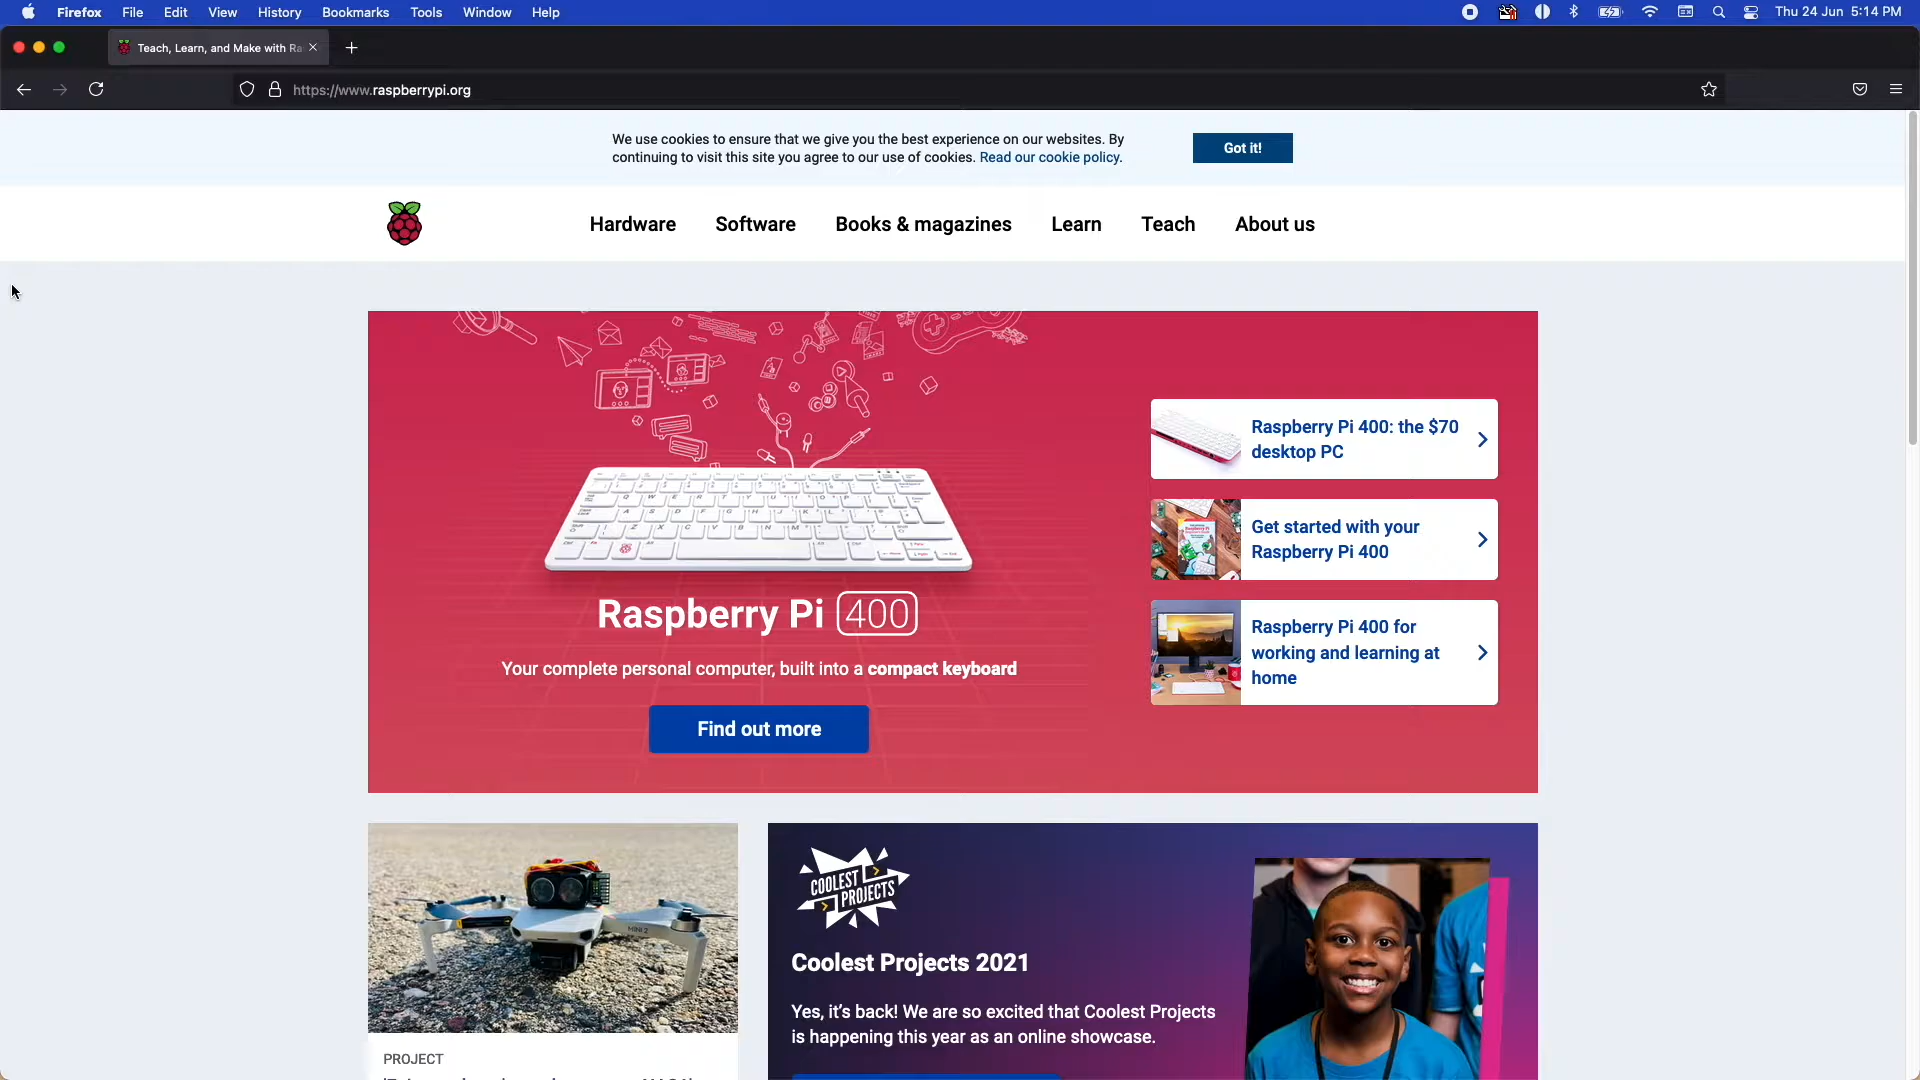 Firefox File Edit View History Bookmarks Tools Window Help
Thu 24 Jun 5:14 PM
Teach, Learn, and Make with Ra
https://www.raspberrypi.org
We use cookies to ensure that we give you the best experience on our websites. By
continuing to visit this site you agree to our use of cookies. Read our cookie policy.
Got it!
Hardware Software Books & magazines Learn Teach About us
Raspberry Pi 400
Your complete personal computer, built into a compact keyboard
Find out more
Raspberry Pi 400: the $70
desktop PC
Get started with your
Raspberry Pi 400
Raspberry Pi 400 for
working and learning at
home
MINI 2
PROJECT
COOLEST
PROJECTS
Coolest Projects 2021
Yes, it's back! We are so excited that Coolest Projects
is happening this year as an online showcase.